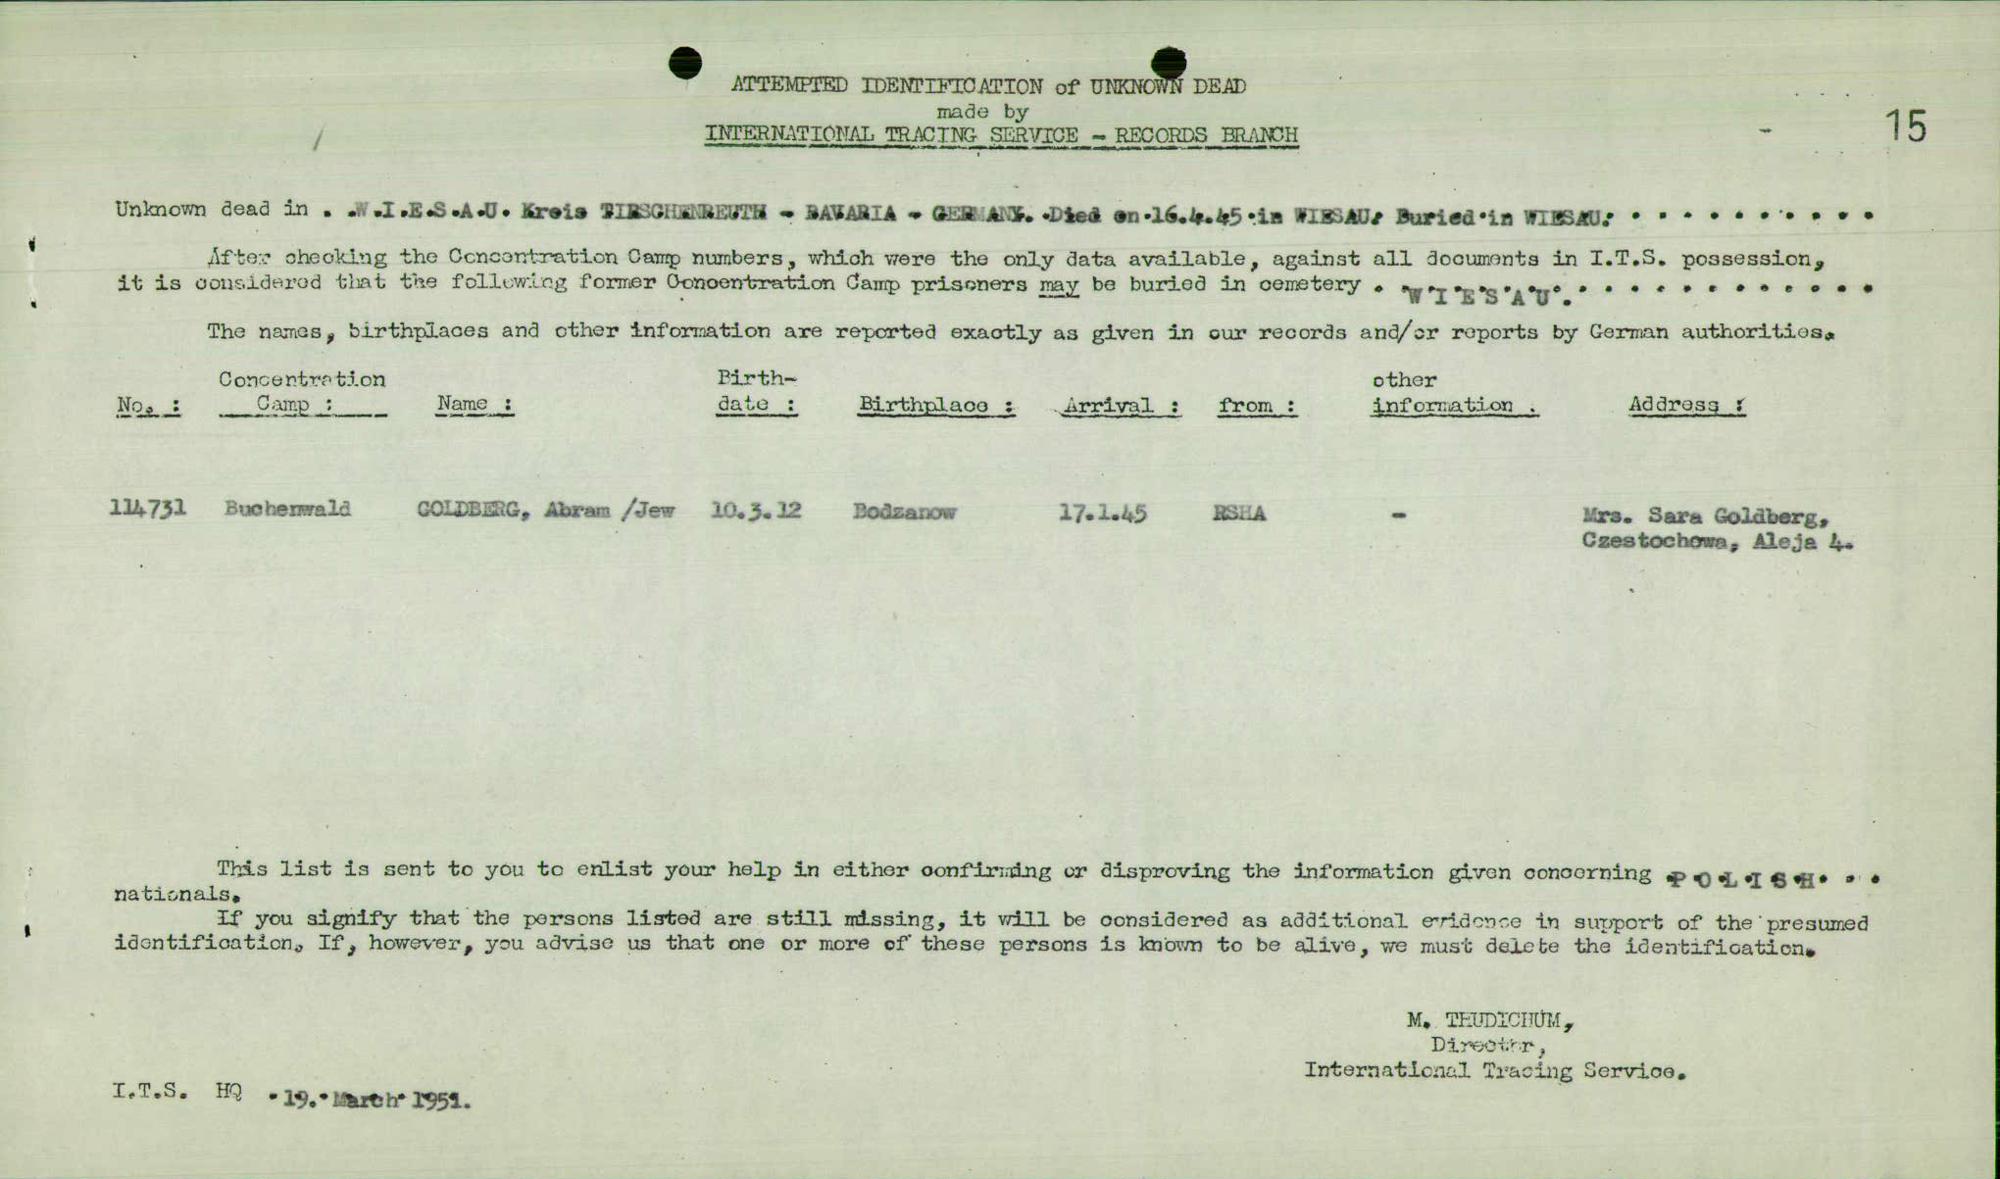 ATTEMPTED IDENTIFICATION of UNKNOWN DEAD
made by
INTERNATIONAL TRACING SERVICE - RECORDS BRANCH
15
Unknown dead in . .W.I.E.S.A.U. Kreis TIRSCHENREUTH - BAVARIA - GERMANY. .Died on.16.4.45.in WIESAU. Buried in WIESAU. . . . . . . . . . .
After checking the Concentration Camp numbers, which were the only data available, against all documents in I.T.S. possession,
it is considered that the following former Concentration Camp prisoners may be buried in cemetery . W.I.E.S.A.U. . . . . . . . . . . . .
The names, birthplaces and other information are reported exactly as given in our records and/or reports by German authorities.
Concentration Birth- other
No. : Camp : Name : date : Birthplace : Arrival : from : information . Address :
114731 Buchenwald GOLDBERG, Abram /Jew 10.3.12 Bodzanow 17.1.45 RSHA - Mrs. Sara Goldberg,
Czestochowa, Aleja 4.
This list is sent to you to enlist your help in either confirming or disproving the information given concerning .P.O.L.I.S.H. . .
nationals.
If you signify that the persons listed are still missing, it will be considered as additional evidence in support of the presumed
identification. If, however, you advise us that one or more of these persons is known to be alive, we must delete the identification.
M. THUDICHUM,
Director,
International Tracing Service.
I.T.S. HQ .19. March 1951.